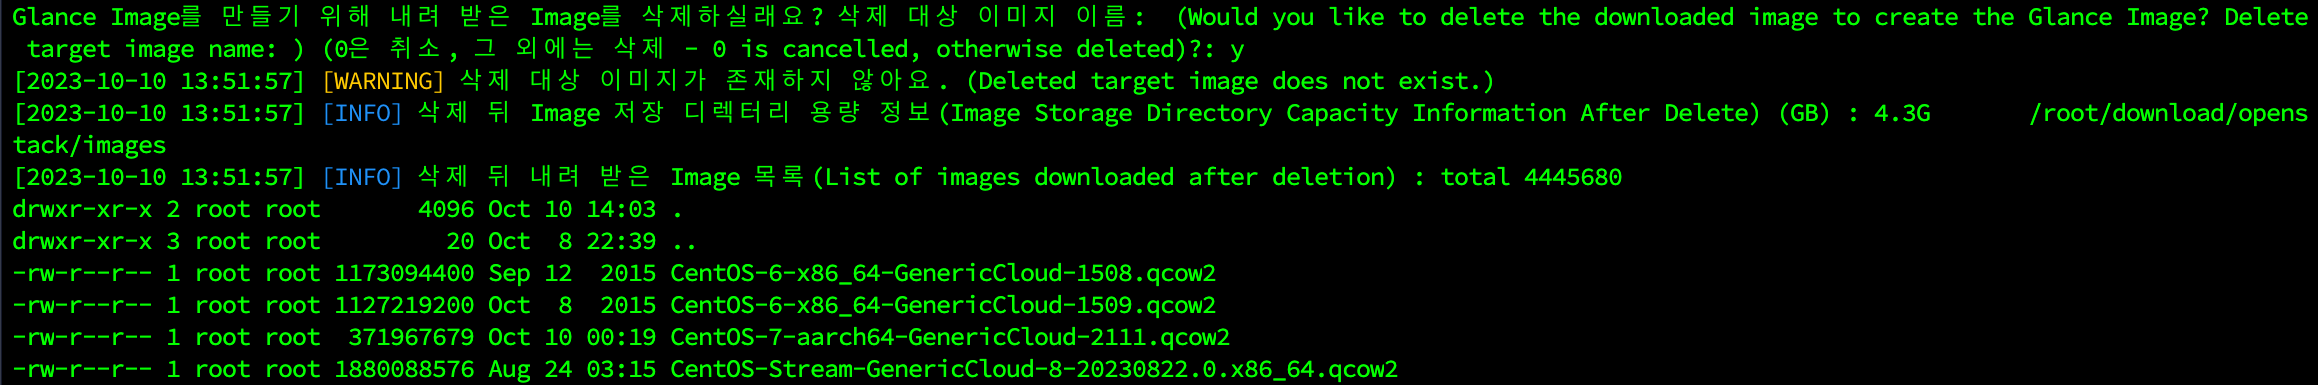 Glance Image를 만들기 위해 내려 받은 Image를 삭제하실래요? 삭제 대상 이미지 이름:  (Would you like to delete the downloaded image to create the Glance Image? Delete
 target image name: ) (0은 취소, 그 외에는 삭제 - 0 is cancelled, otherwise deleted)?: y
[2023-10-10 13:51:57] [WARNING] 삭제 대상 이미지가 존재하지 않아요. (Deleted target image does not exist.)
[2023-10-10 13:51:57] [INFO] 삭제 뒤 Image 저장 디렉터리 용량 정보(Image Storage Directory Capacity Information After Delete) (GB) : 4.3G       /root/download/opens
tack/images
[2023-10-10 13:51:57] [INFO] 삭제 뒤 내려 받은 Image 목록(List of images downloaded after deletion) : total 4445680
drwxr-xr-x 2 root root       4096 Oct 10 14:03 .
drwxr-xr-x 3 root root         20 Oct  8 22:39 ..
-rw-r--r-- 1 root root 1173094400 Sep 12  2015 CentOS-6-x86_64-GenericCloud-1508.qcow2
-rw-r--r-- 1 root root 1127219200 Oct  8  2015 CentOS-6-x86_64-GenericCloud-1509.qcow2
-rw-r--r-- 1 root root  371967679 Oct 10 00:19 CentOS-7-aarch64-GenericCloud-2111.qcow2
-rw-r--r-- 1 root root 1880088576 Aug 24 03:15 CentOS-Stream-GenericCloud-8-20230822.0.x86_64.qcow2